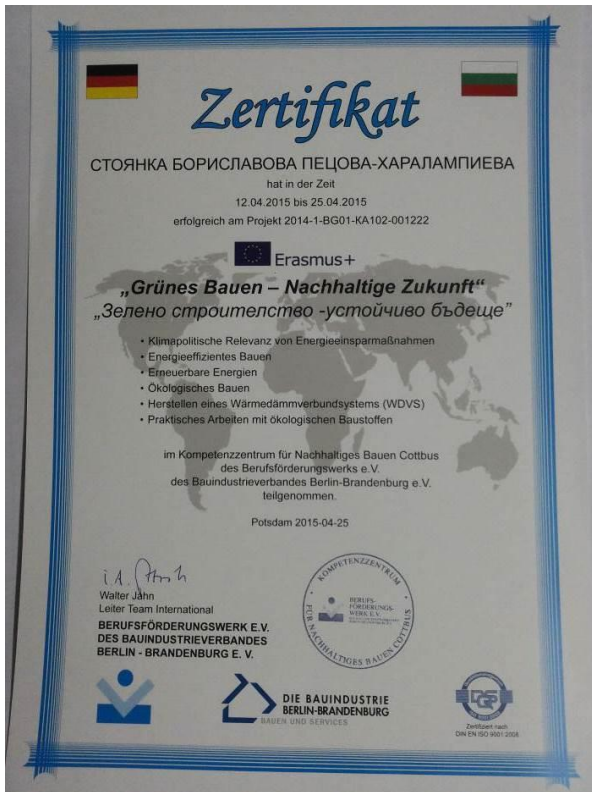 Zertifikat
СТОЯНКА БОРИСЛАВОВА ПЕЦОВА-ХАРАЛАМПИЕВА
hat in der Zeit
12.04.2015 bis 25.04.2015
erfolgreich am Projekt 2014-1-BG01-KA102-001222
Erasmus+
„Grünes Bauen – Nachhaltige Zukunft“
„Зелено строителство -устойчиво бъдеще”
• Klimapolitische Relevanz von Energieeinsparmaßnahmen
• Energieeffizientes Bauen
• Erneuerbare Energien
• Ökologisches Bauen
• Herstellen eines Wärmedämmverbundsystems (WDVS)
• Praktisches Arbeiten mit ökologischen Baustoffen
im Kompetenzzentrum für Nachhaltiges Bauen Cottbus
des Berufsförderungswerks e.V.
des Bauindustrieverbandes Berlin-Brandenburg e.V.
teilgenommen.
Potsdam 2015-04-25
i.A.
Walter Jahn
Leiter Team International
BERUFSFÖRDERUNGSWERK E.V.
DES BAUINDUSTRIEVERBANDES
BERLIN - BRANDENBURG E. V.
KOMPETENZZENTRUM
FÜR NACHHALTIGES BAUEN COTTBUS
BERUFS-
FÖRDERUNGS-
WERK E.V.
DIE BAUINDUSTRIE
BERLIN-BRANDENBURG
BAUEN UND SERVICES
DQS
Zertifiziert nach
DIN EN ISO 9001:2008